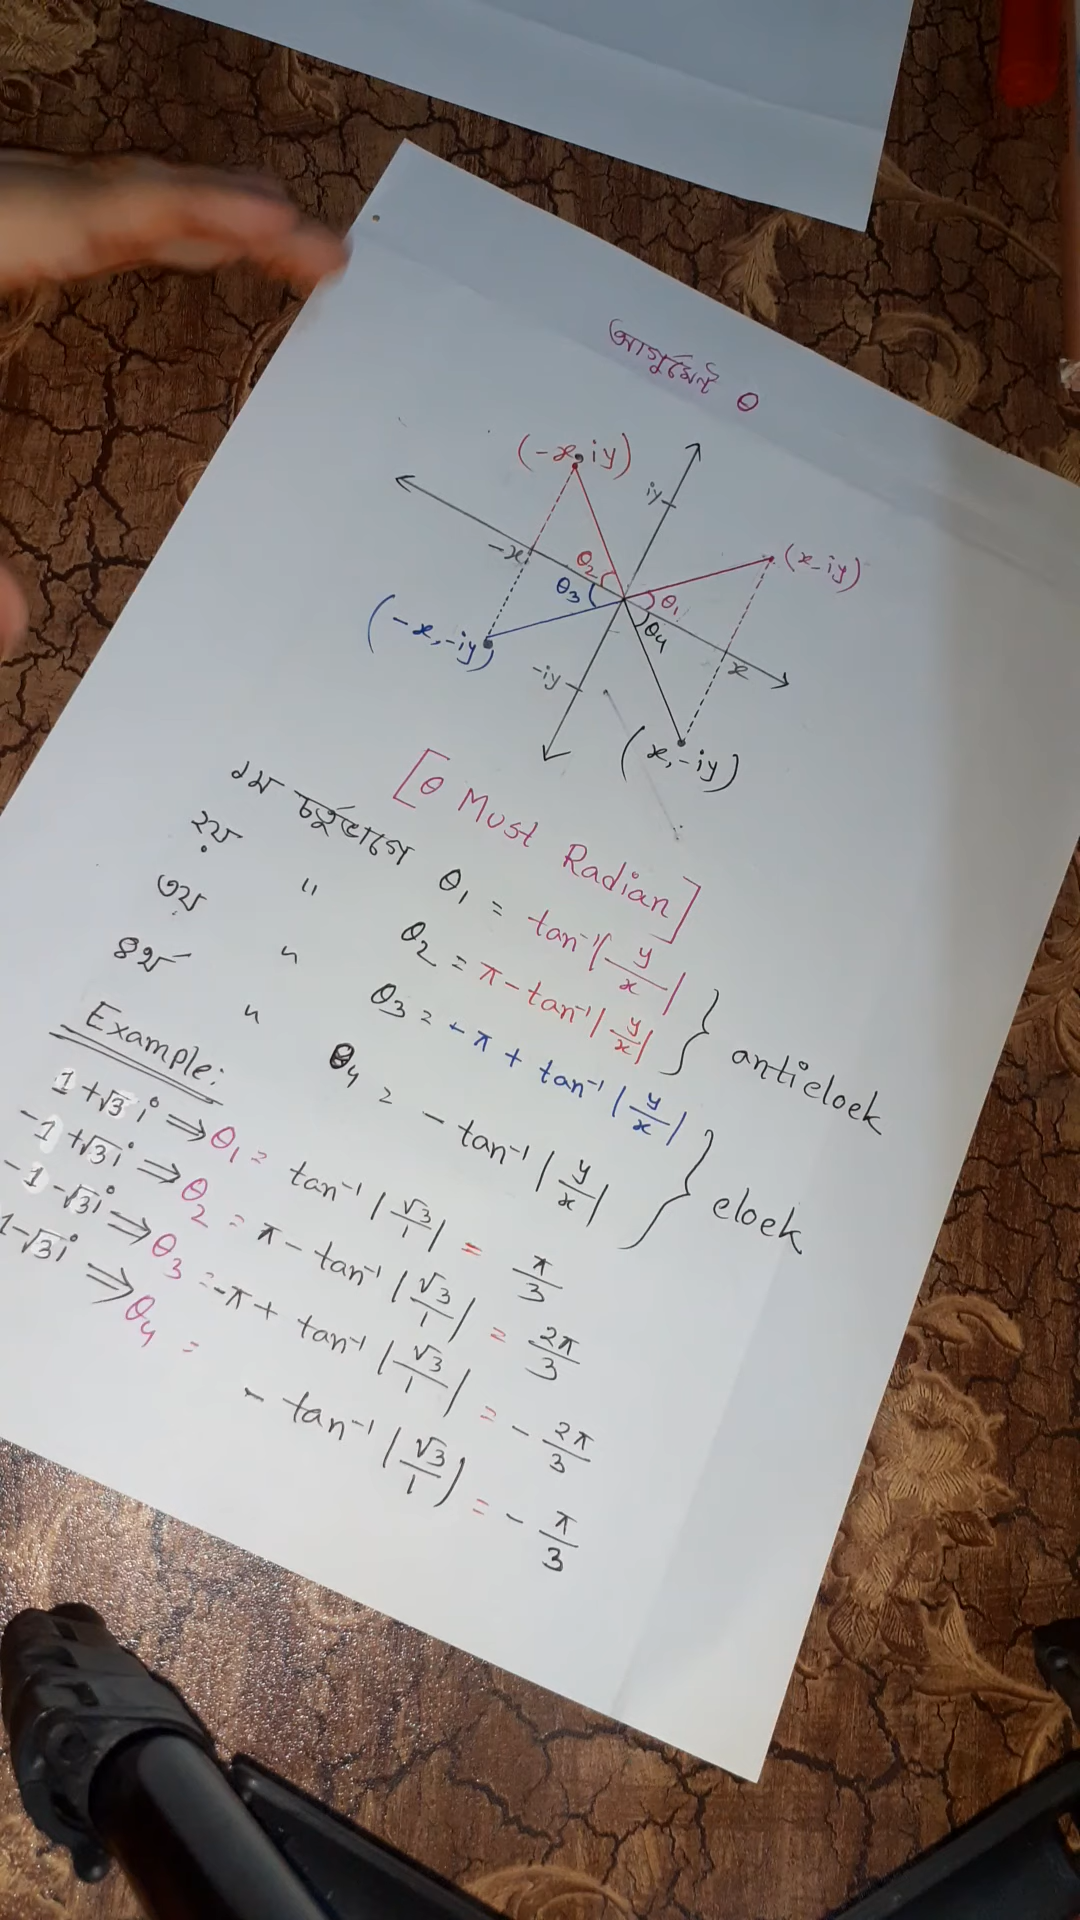 আর্গুমেন্ট θ
(-x, iy)
iy
(x-iy)
-x
θ2
θ3
θ1
θ4
(-x,-iy)
x
-iy
(x,-iy)
[θ Must Radian]
১ম চতুর্ভাগে θ1 = tan⁻¹|y/x|
২য় " θ2 = π - tan⁻¹|y/x|
} anticlock
৩য় " θ3 = -π + tan⁻¹|y/x|
৪র্থ " θ4 = - tan⁻¹|y/x|
} clock
Example:
1+√3i ⇒ θ1 = tan⁻¹|√3/1| = π/3
-1+√3i ⇒ θ2 = π - tan⁻¹|√3/1| = 2π/3
-1-√3i ⇒ θ3 = -π + tan⁻¹|√3/1| = - 2π/3
1-√3i ⇒ θ4 = - tan⁻¹|√3/1) = - π/3